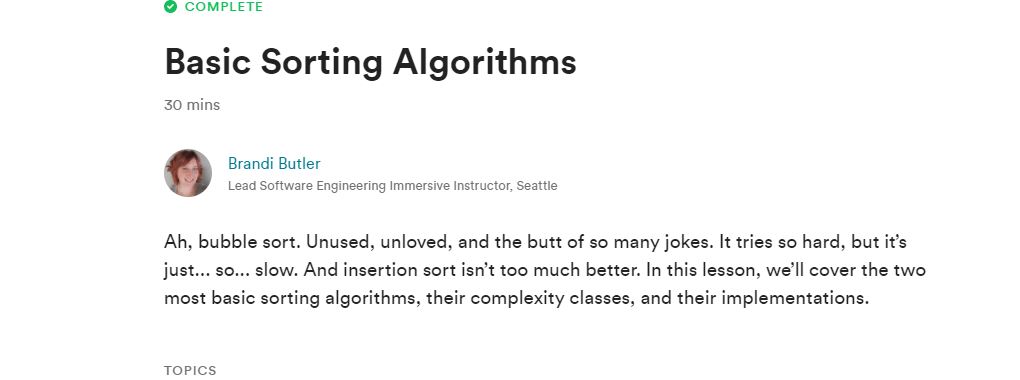 COMPLETE
Basic Sorting Algorithms
30 mins
Brandi Butler
Lead Software Engineering Immersive Instructor, Seattle
Ah, bubble sort. Unused, unloved, and the butt of so many jokes. It tries so hard, but it’s
just... so... slow. And insertion sort isn’t too much better. In this lesson, we’ll cover the two
most basic sorting algorithms, their complexity classes, and their implementations.
TOPICS